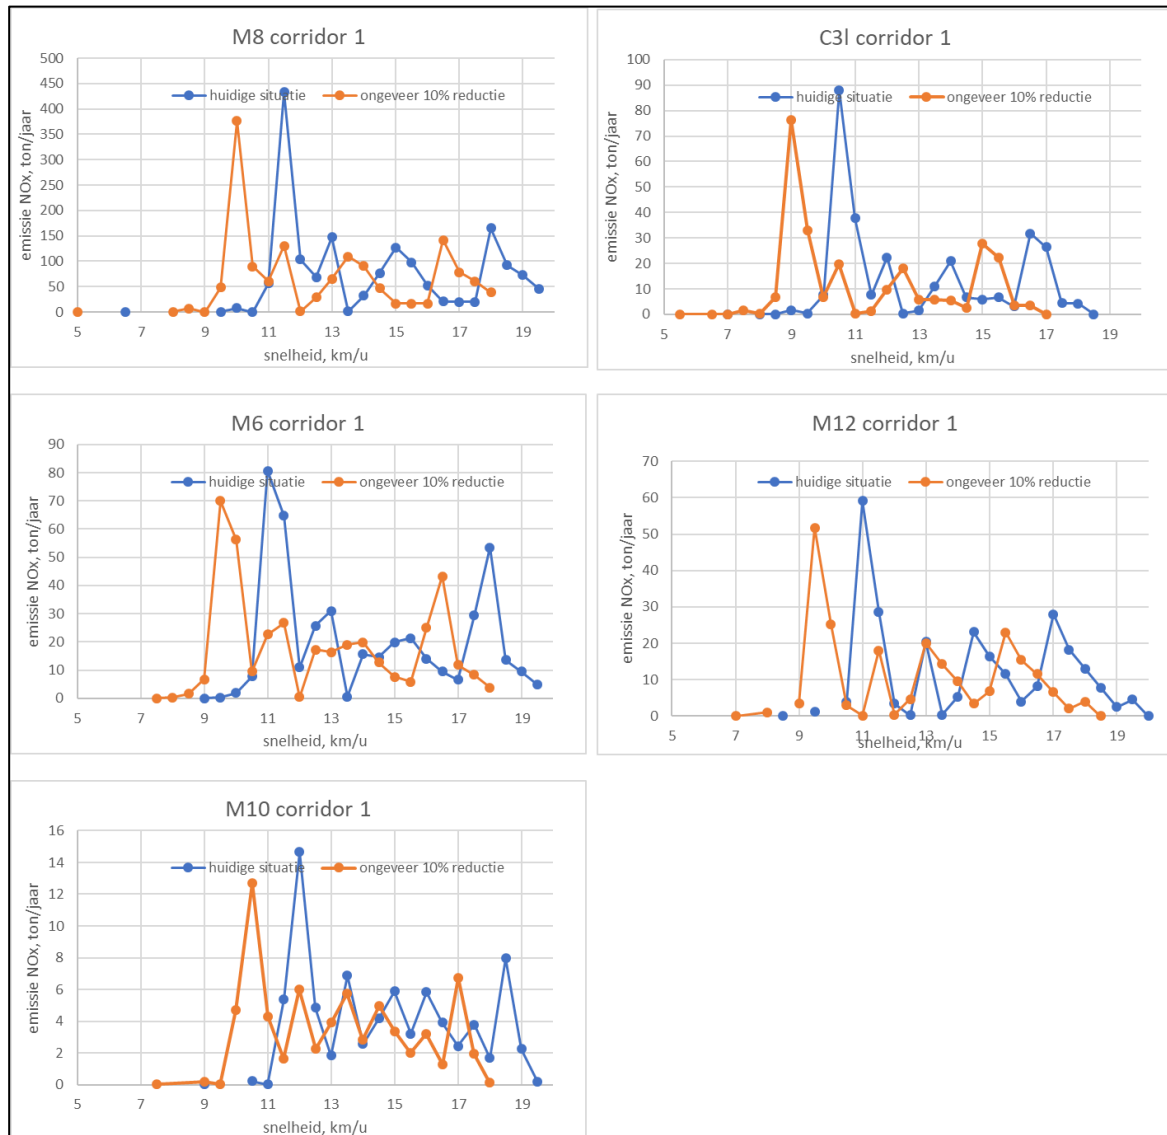 M8 corridor 1
huidige situatie ongeveer 10% reductie
emissie NOx, ton/jaar
500
450
400
350
300
250
200
150
100
50
0
5 7 9 11 13 15 17 19
snelheid, km/u
C3l corridor 1
huidige situatie ongeveer 10% reductie
emissie NOx, ton/jaar
100
90
80
70
60
50
40
30
20
10
0
5 7 9 11 13 15 17 19
snelheid, km/u
M6 corridor 1
huidige situatie ongeveer 10% reductie
emissie NOx, ton/jaar
90
80
70
60
50
40
30
20
10
0
5 7 9 11 13 15 17 19
snelheid, km/u
M12 corridor 1
huidige situatie ongeveer 10% reductie
emissie NOx, ton/jaar
70
60
50
40
30
20
10
0
5 7 9 11 13 15 17 19
snelheid, km/u
M10 corridor 1
huidige situatie ongeveer 10% reductie
emissie NOx, ton/jaar
16
14
12
10
8
6
4
2
0
5 7 9 11 13 15 17 19
snelheid, km/u